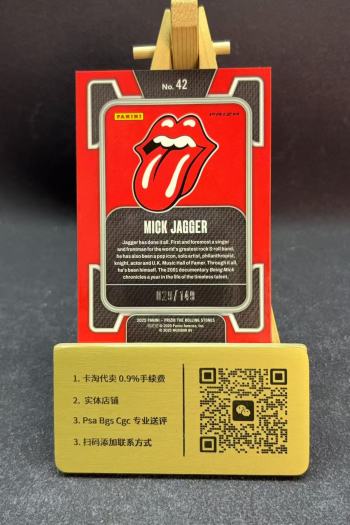 No. 42
PANINI
PRIZM
MICK JAGGER
Jagger has done it all. First and foremost a singer
and frontman for the world's greatest rock & roll band,
he has also been a pop icon, solo artist, philanthropist,
knight, actor and U.K. Music Hall of Famer. Through it all,
he's been himself. The 2001 documentary Being Mick
chronicles a year in the life of the timeless talent.
029/149
2023 PANINI - PRIZM THE ROLLING STONES
1. 卡淘代卖 0.9%手续费
2. 实体店铺
3. Psa Bgs Cgc 专业送评
3. 扫码添加联系方式